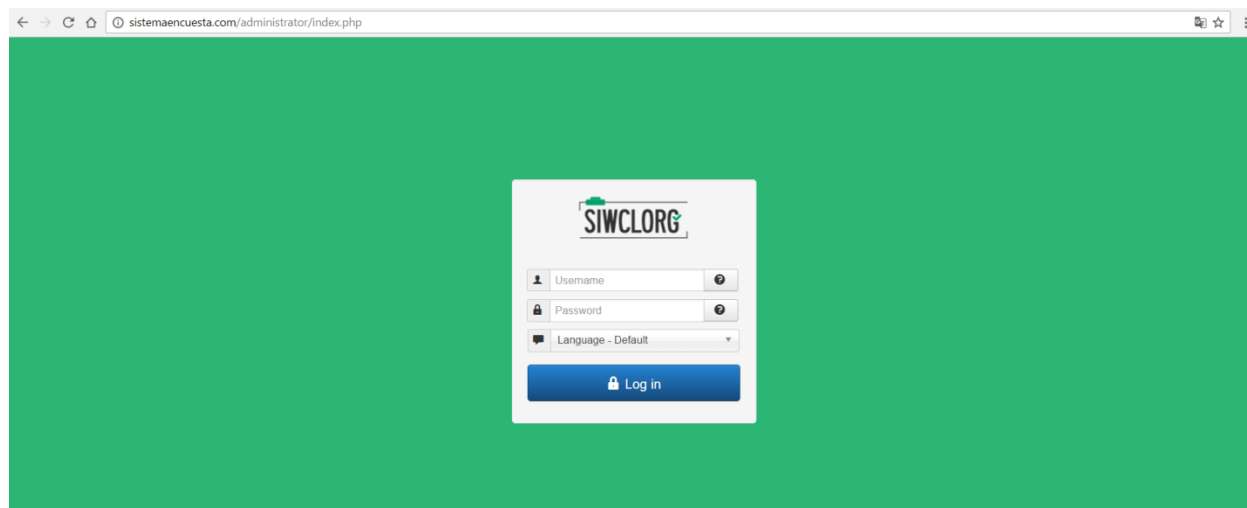 sistemaencuesta.com/administrator/index.php
SIWCLORG
Username
Password
Language - Default
Log in